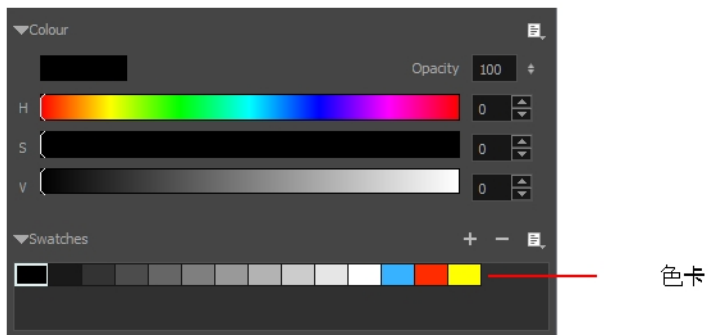 Colour
Opacity 100
H 0
S 0
V 0
Swatches + −
色卡